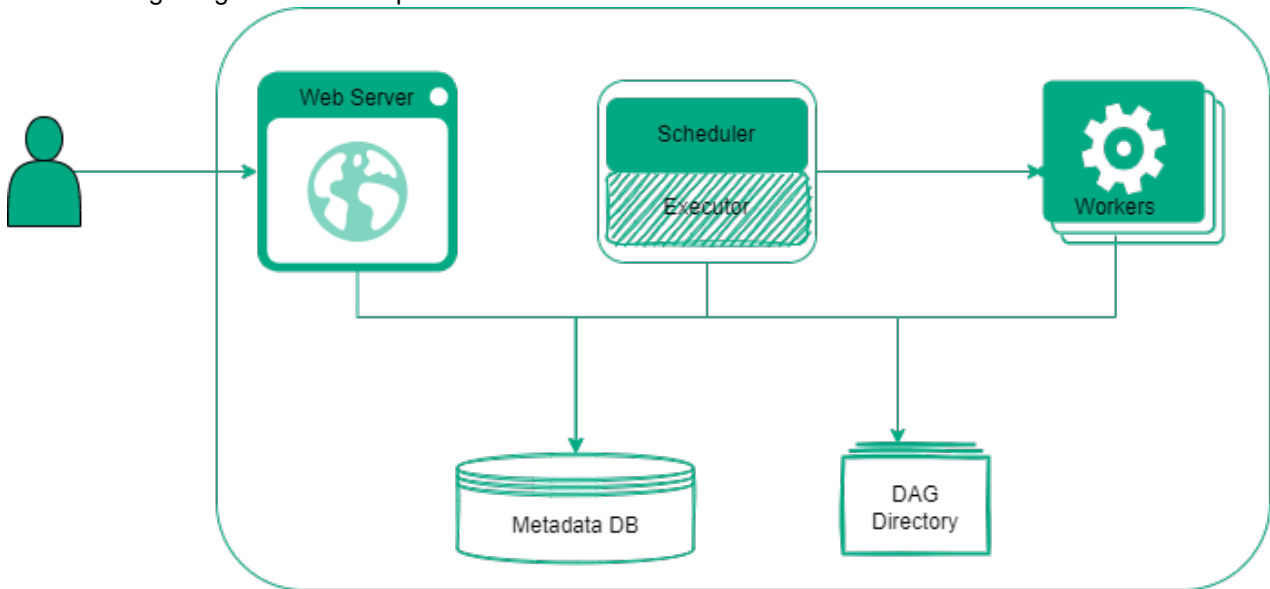 Web Server
Scheduler
Executor
Workers
Metadata DB
DAG
Directory